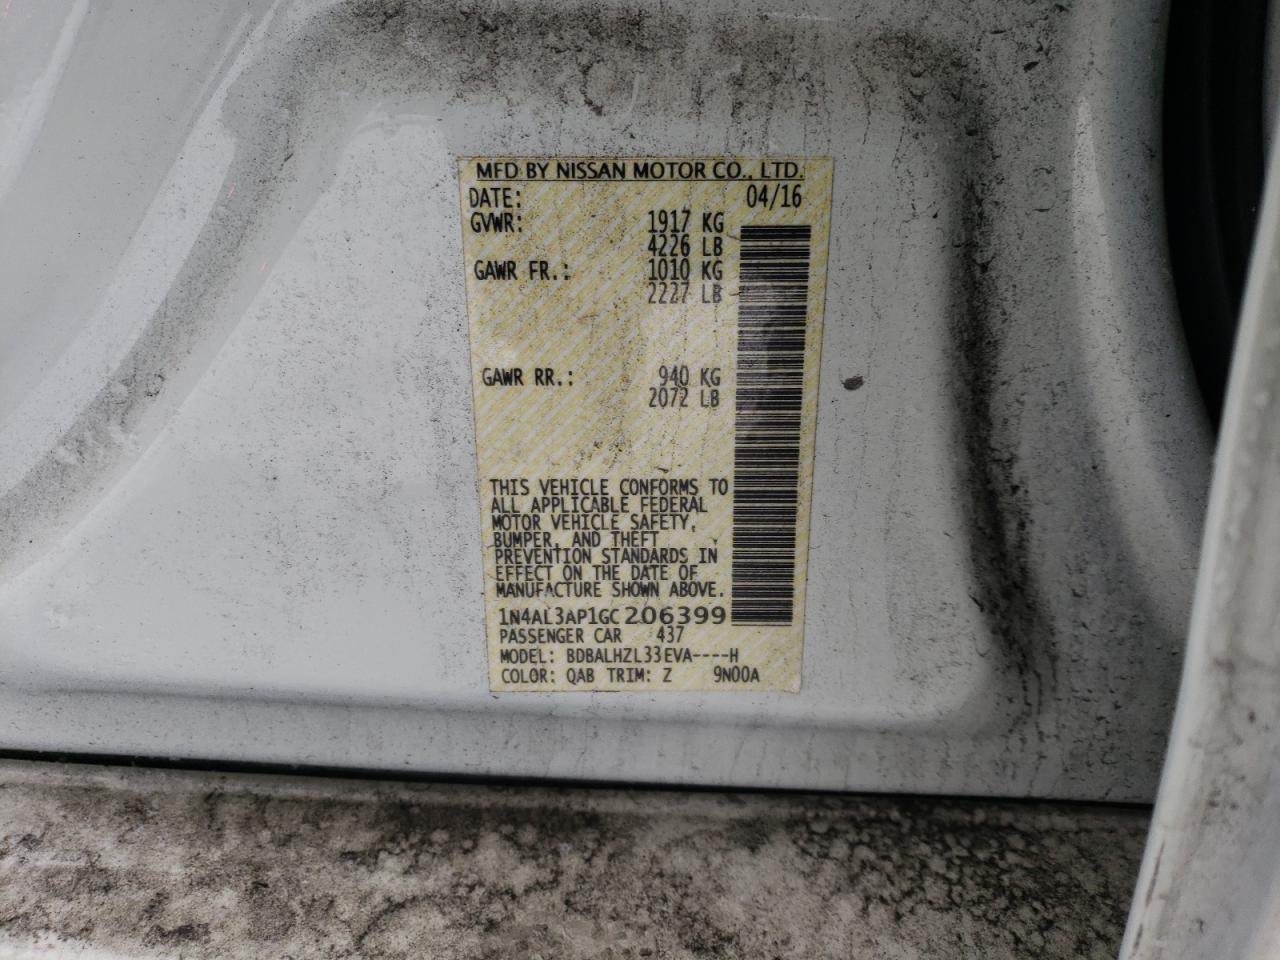 MFD BY NISSAN MOTOR CO., LTD.
DATE: 04/16
GVWR: 1917 KG
4226 LB
GAWR FR.: 1010 KG
2227 LB
GAWR RR.: 940 KG
2072 LB
THIS VEHICLE CONFORMS TO
ALL APPLICABLE FEDERAL
MOTOR VEHICLE SAFETY,
BUMPER, AND THEFT
PREVENTION STANDARDS IN
EFFECT ON THE DATE OF
MANUFACTURE SHOWN ABOVE.
1N4AL3AP1GC206399
PASSENGER CAR 437
MODEL: BDBALHZL33EVA----H
COLOR: QAB TRIM: Z 9N00A